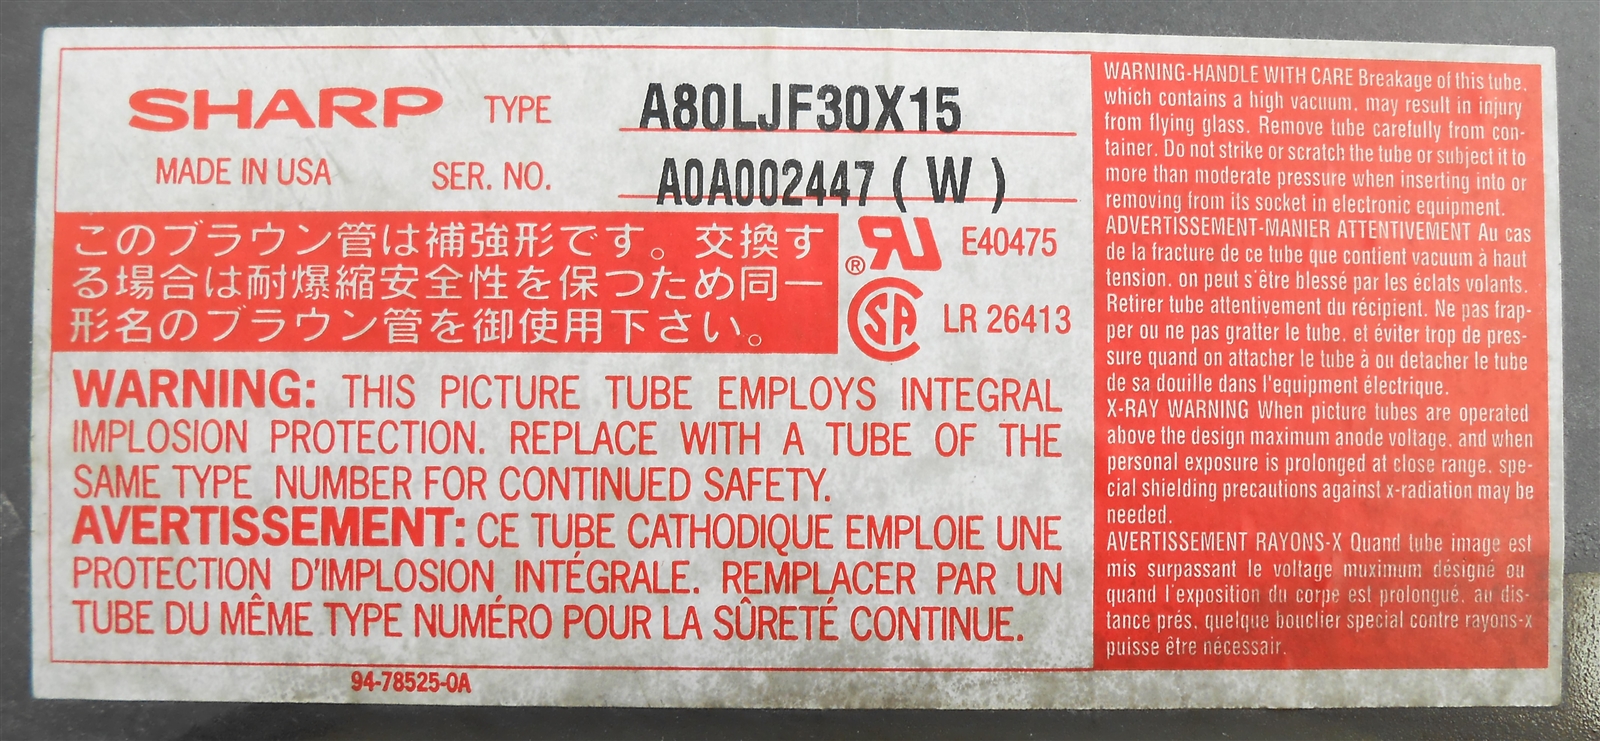 SHARP TYPE A80LJF30X15
MADE IN USA SER. NO. A0A002447 ( W )
このブラウン管は補強形です。交換す
る場合は耐爆縮安全性を保つため同一
形名のブラウン管を御使用下さい。
® RU E40475
SA LR 26413
WARNING: THIS PICTURE TUBE EMPLOYS INTEGRAL
IMPLOSION PROTECTION. REPLACE WITH A TUBE OF THE
SAME TYPE NUMBER FOR CONTINUED SAFETY.
AVERTISSEMENT: CE TUBE CATHODIQUE EMPLOIE UNE
PROTECTION D'IMPLOSION INTÉGRALE. REMPLACER PAR UN
TUBE DU MÊME TYPE NUMÉRO POUR LA SÛRETÉ CONTINUE.
94-78525-0A
WARNING-HANDLE WITH CARE Breakage of this tube,
which contains a high vacuum, may result in injury
from flying glass. Remove tube carefully from con-
tainer. Do not strike or scratch the tube or subject it to
more than moderate pressure when inserting into or
removing from its socket in electronic equipment.
ADVERTISSEMENT-MANIER ATTENTIVEMENT Au cas
de la fracture de ce tube que contient vacuum à haut
tension, on peut s'être blessé par les éclats volants.
Retirer tube attentivement du récipient. Ne pas frap-
per ou ne pas gratter le tube, et éviter trop de pres-
sure quand on attacher le tube à ou detacher le tube
de sa douille dans l'equipment électrique.
X-RAY WARNING When picture tubes are operated
above the design maximum anode voltage, and when
personal exposure is prolonged at close range, spe-
cial shielding precautions against x-radiation may be
needed.
AVERTISSEMENT RAYONS-X Quand tube image est
mis surpassant le voltage muximum désigné ou
quand l'exposition du corpe est prolongué, au dis-
tance prés, quelque bouclier special contre rayons-x
puisse être nécessair.